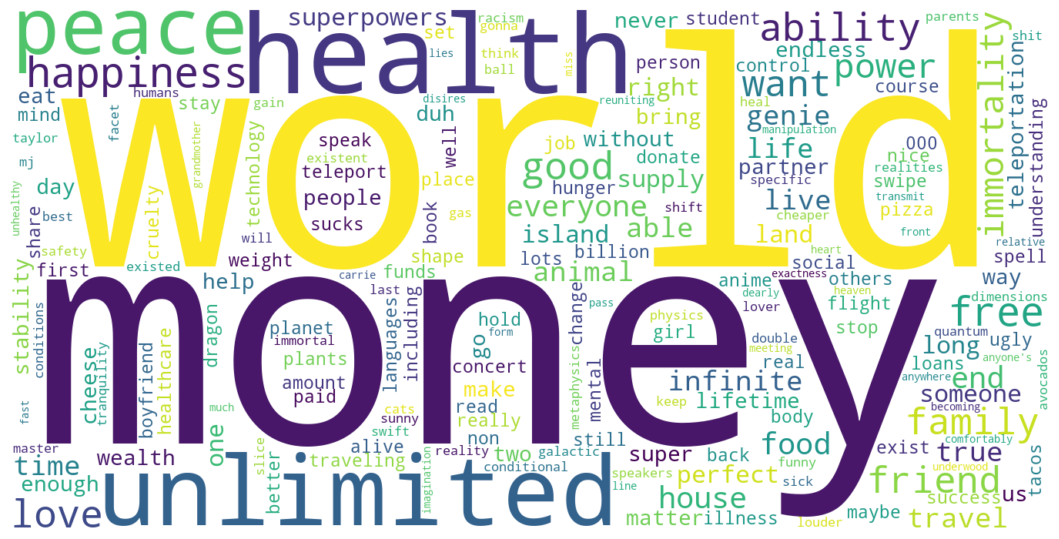 peace
health
world
money
unlimited
happiness
superpowers
racism
gonna
set
think
lies
ball
miss
never
student
ability
parents
shit
endless
person
control
power
immortality
teleportation
course
right
want
reuniting
heal
genie
manipulation
understanding
eat
humans
stay
gain
disires
duh
bring
mind
facet
grandmother
technology
speak
well
job
without
life
000
nice
taylor
existent
good
donate
partner
realities
mj
teleport
place
hunger
supply
specific
swipe
day
people
everyone
shift
live
transmit
unhealthy
best
cruelty
sucks
book
gas
able
cheaper
pizza
share
will
island
land
front
relative
safety
weight
shape
lots
billion
social
heart
spell
first
existed
carrie
animal
exactness
others
way
stability
help
funds
last
anime
heaven
conditions
dragon
languages
including
pass
change
dearly
lover
flight
free
dimensions
planet
hold
physics
double
meeting
stop
quantum
immortal
form
go
girl
long
ugly
tranquility
cheese
boyfriend
healthcare
plants
concert
metaphysics
mental
real
loans
anyone's
amount
make
infinite
end
anywhere
avocados
fast
much
paid
cats
read
keep
lifetime
someone
becoming
one
sunny
really
body
family
master
swift
non
still
back
food
exist
true
comfortably
tacos
time
wealth
slice
alive
reality
two
galactic
super
funny
underwood
enough
better
traveling
imagination
conditional
speakers
perfect
sick
friend
success
us
love
line
house
matter
illness
louder
maybe
travel